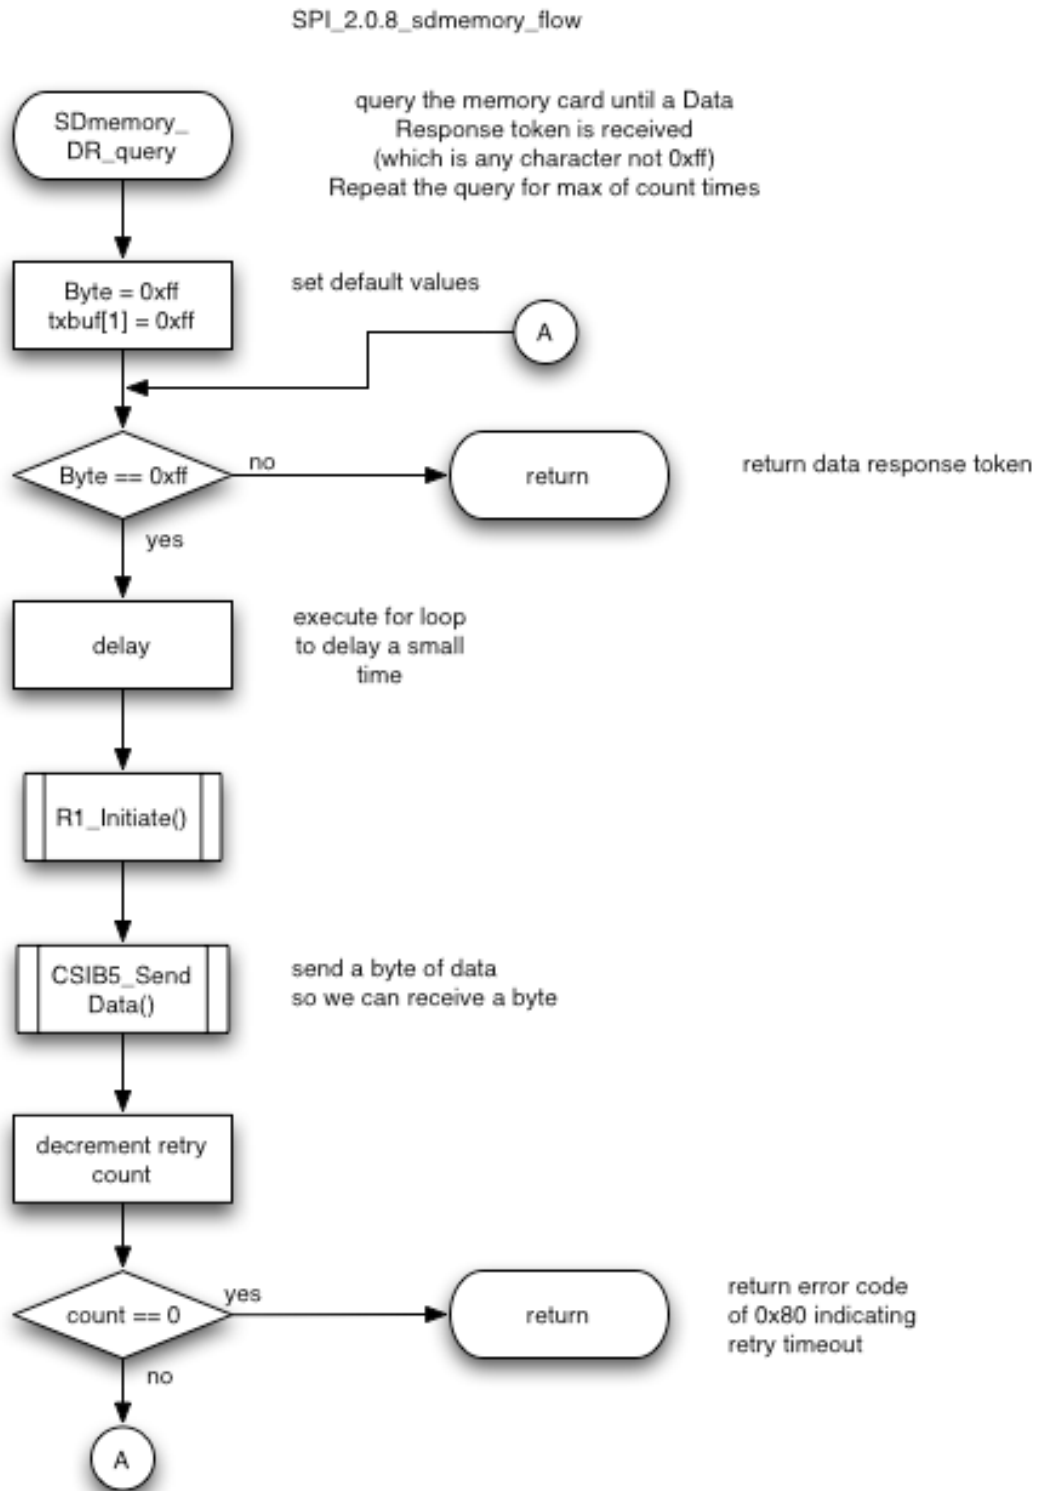 SPI_2.0.8_sdmemory_flow
SDmemory_
DR_query
query the memory card until a Data
Response token is received
(which is any character not 0xff)
Repeat the query for max of count times
Byte = 0xff
txbuf[1] = 0xff
set default values
A
Byte == 0xff
no
return
return data response token
yes
delay
execute for loop
to delay a small
time
R1_Initiate()
CSIB5_Send
Data()
send a byte of data
so we can receive a byte
decrement retry
count
count == 0
yes
return
return error code
of 0x80 indicating
retry timeout
no
A